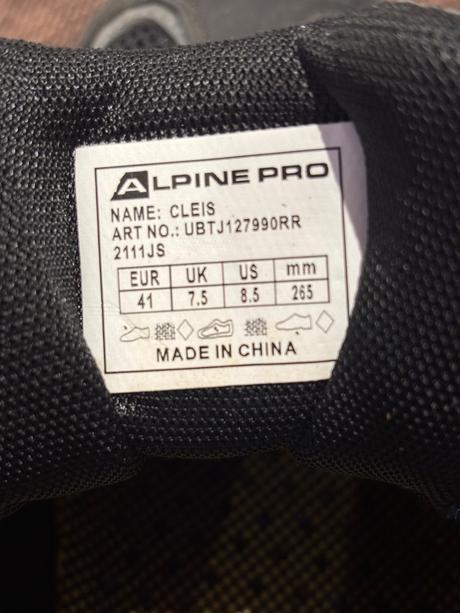 ALPINE PRO
NAME: CLEIS
ART NO.: UBTJ127990RR
2111JS
EUR UK US mm
41 7.5 8.5 265
MADE IN CHINA